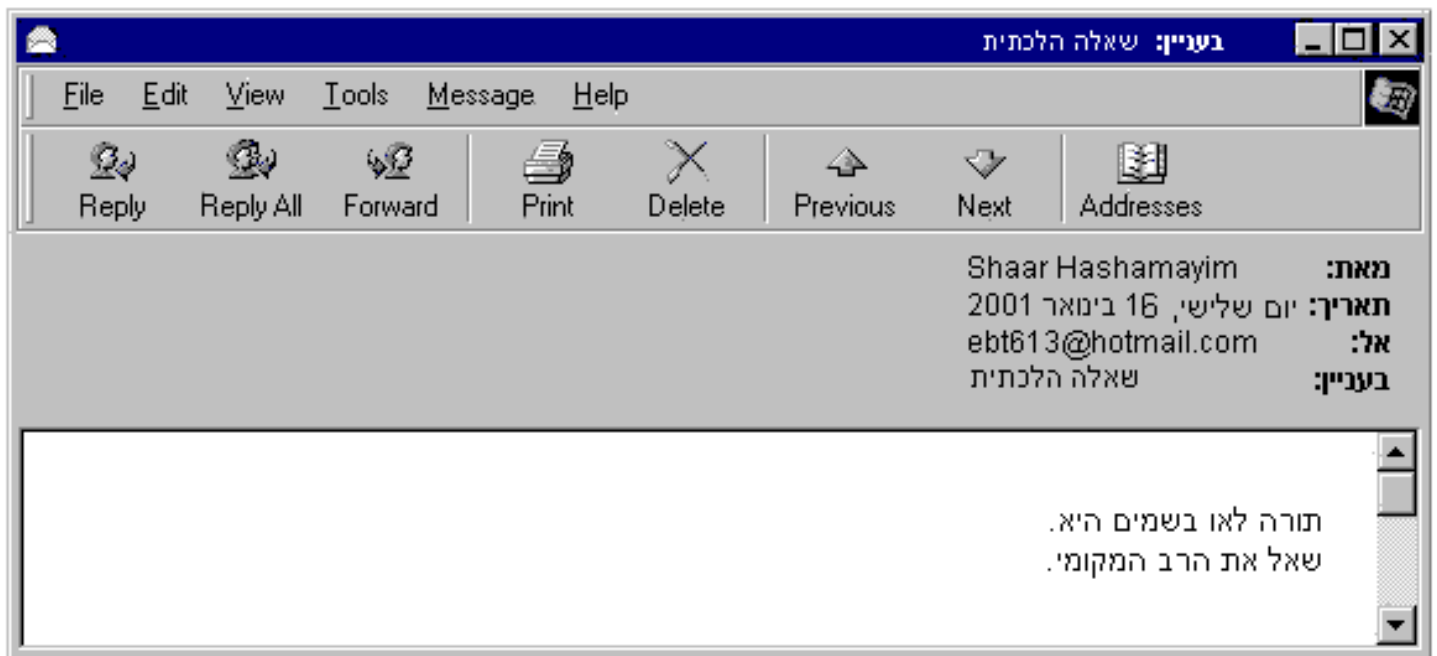 בעניין: שאלה הלכתית
File Edit View Tools Message Help
Reply Reply All Forward Print Delete Previous Next Addresses
מאת: Shaar Hashamayim
תאריך: יום שלישי, 16 בינואר 2001
אל: ebt613@hotmail.com
בעניין: שאלה הלכתית
תורה לאו בשמים היא.
שאל את הרב המקומי.